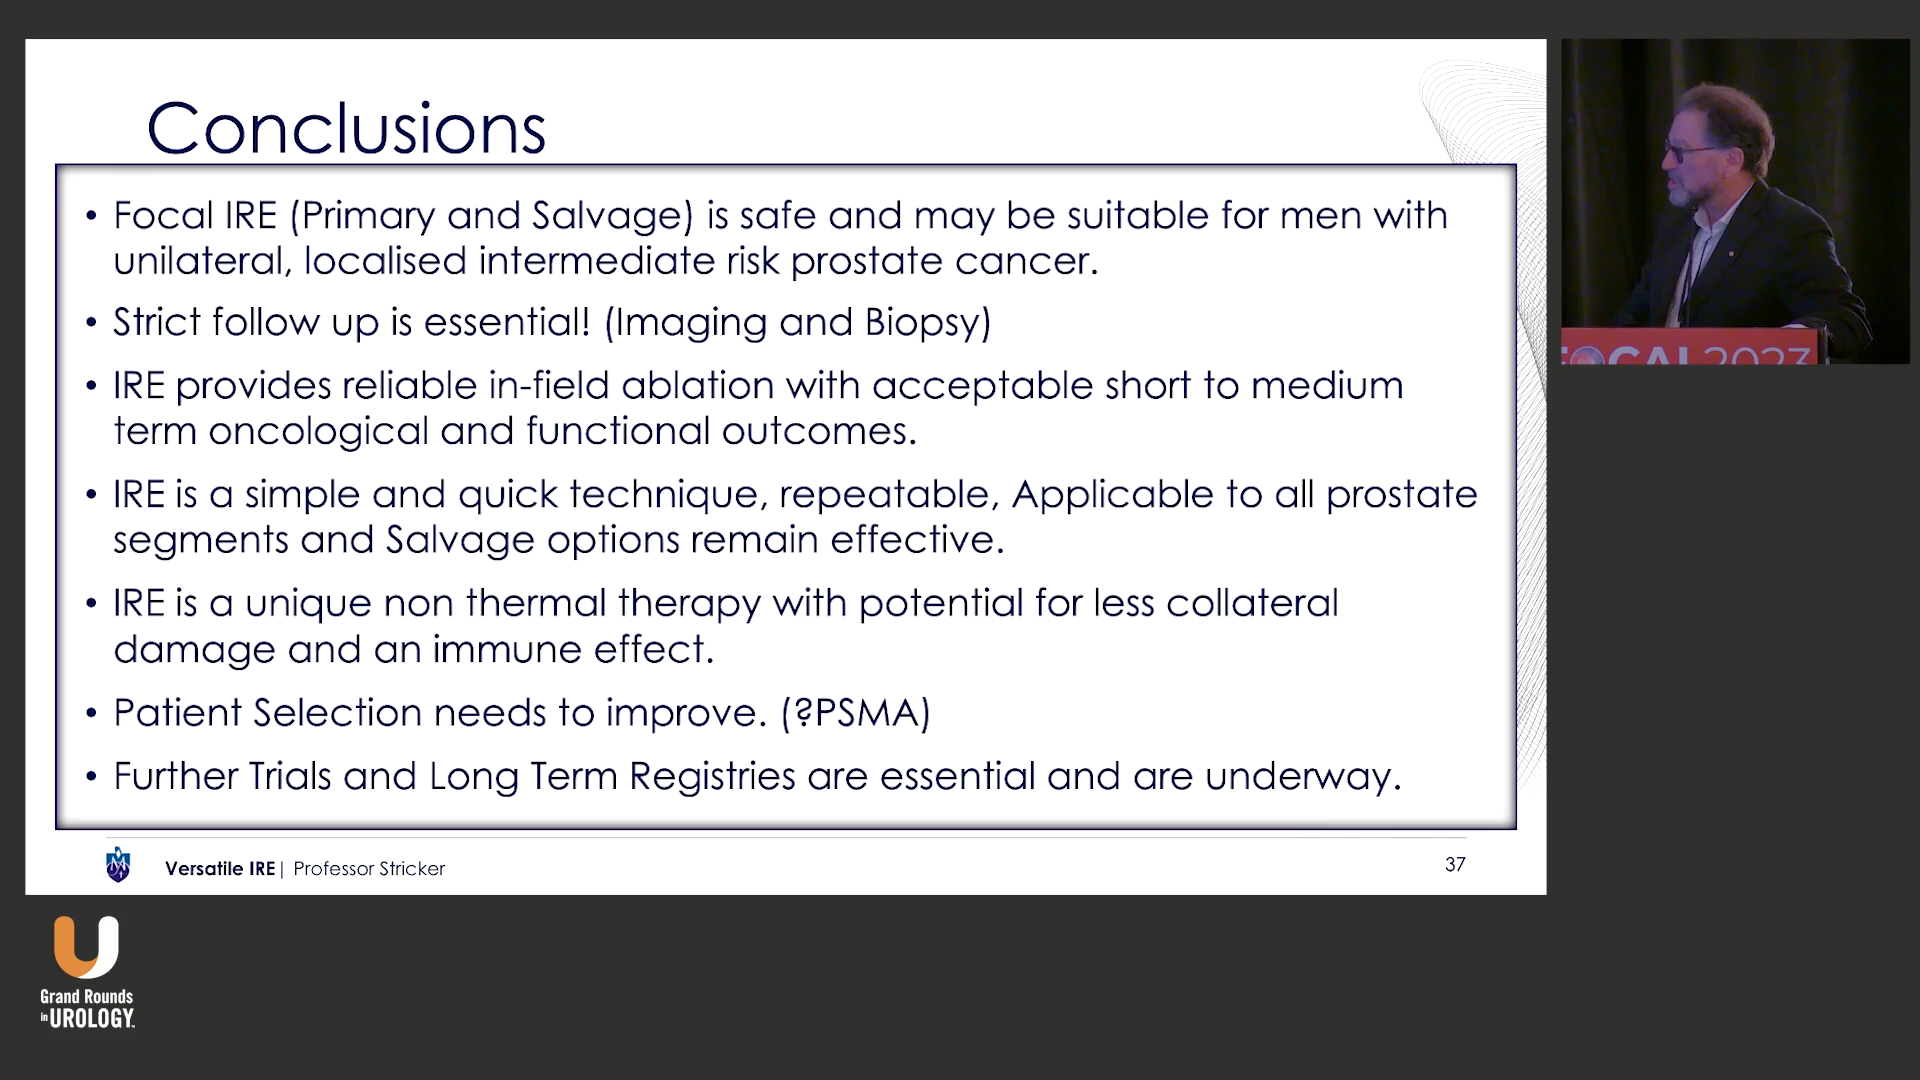 Conclusions
• Focal IRE (Primary and Salvage) is safe and may be suitable for men with
unilateral, localised intermediate risk prostate cancer.
• Strict follow up is essential! (Imaging and Biopsy)
• IRE provides reliable in-field ablation with acceptable short to medium
term oncological and functional outcomes.
• IRE is a simple and quick technique, repeatable, Applicable to all prostate
segments and Salvage options remain effective.
• IRE is a unique non thermal therapy with potential for less collateral
damage and an immune effect.
• Patient Selection needs to improve. (?PSMA)
• Further Trials and Long Term Registries are essential and are underway.
Versatile IRE| Professor Stricker
37
FOCAL 2023
Grand Rounds
in UROLOGY